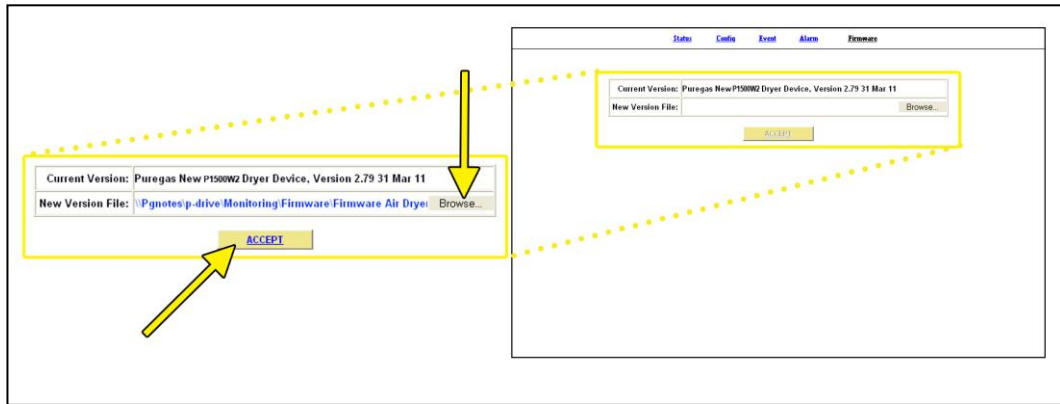 Status Config Event Alarm Firmware
Current Version: Puregas New P1500W2 Dryer Device, Version 2.79 31 Mar 11
New Version File: Browse...
ACCEPT
Current Version: Puregas New P1500W2 Dryer Device, Version 2.79 31 Mar 11
New Version File: \\Pgnotes\p-drive\Monitoring\Firmware\Firmware Air Dryer Browse...
ACCEPT